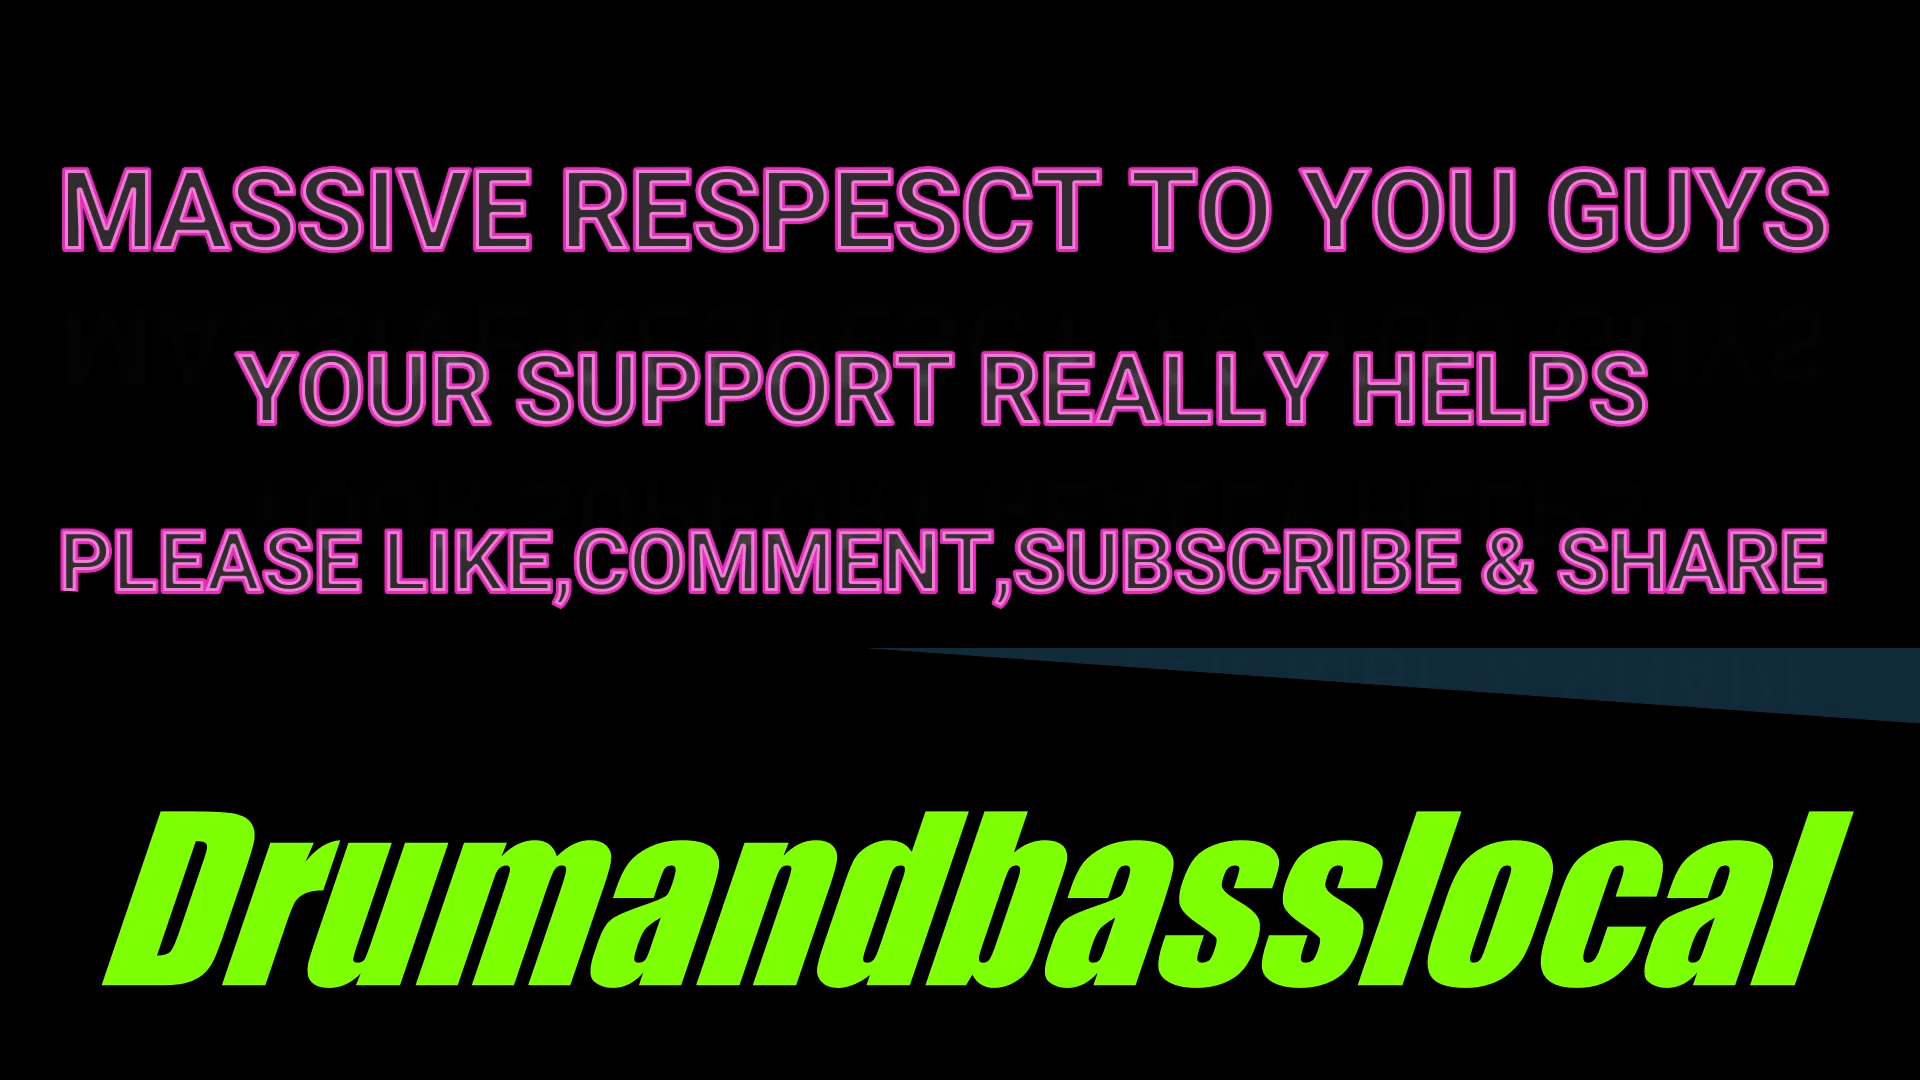 MASSIVE RESPESCT TO YOU GUYS
YOUR SUPPORT REALLY HELPS
PLEASE LIKE,COMMENT,SUBSCRIBE & SHARE
Drumandbasslocal